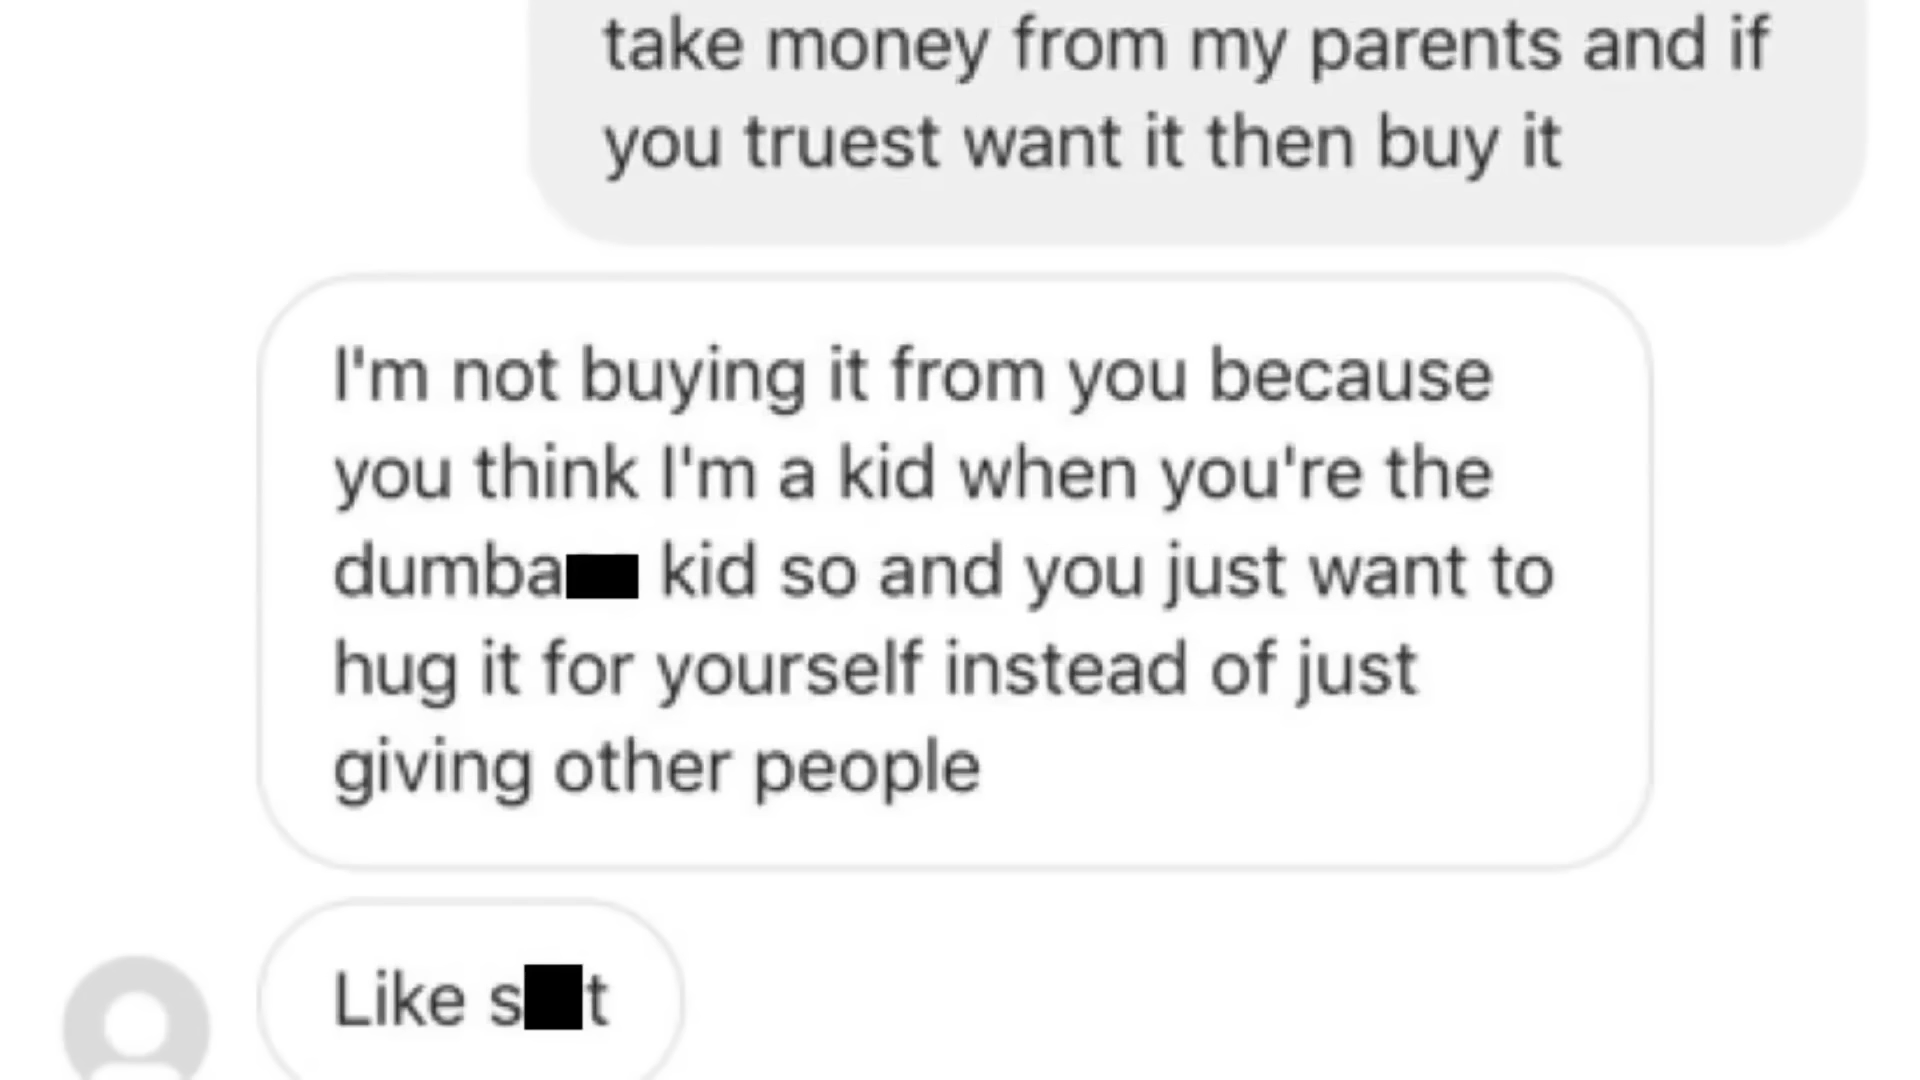 take money from my parents and if
you truest want it then buy it
I'm not buying it from you because
you think I'm a kid when you're the
dumba kid so and you just want to
hug it for yourself instead of just
giving other people
Like s t